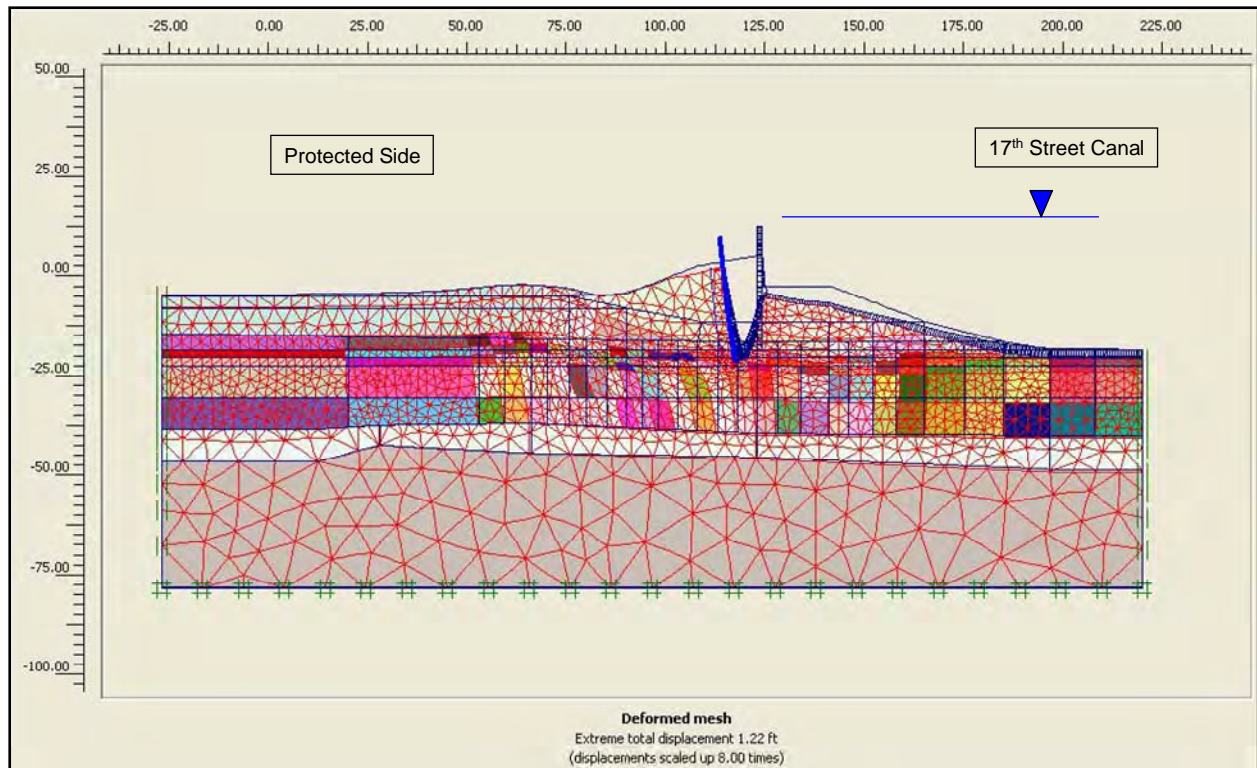 -25.00 0.00 25.00 50.00 75.00 100.00 125.00 150.00 175.00 200.00 225.00
50.00
Protected Side
17th Street Canal
25.00
0.00
-25.00
-50.00
-75.00
-100.00
Deformed mesh
Extreme total displacement 1.22 ft
(displacements scaled up 8.00 times)